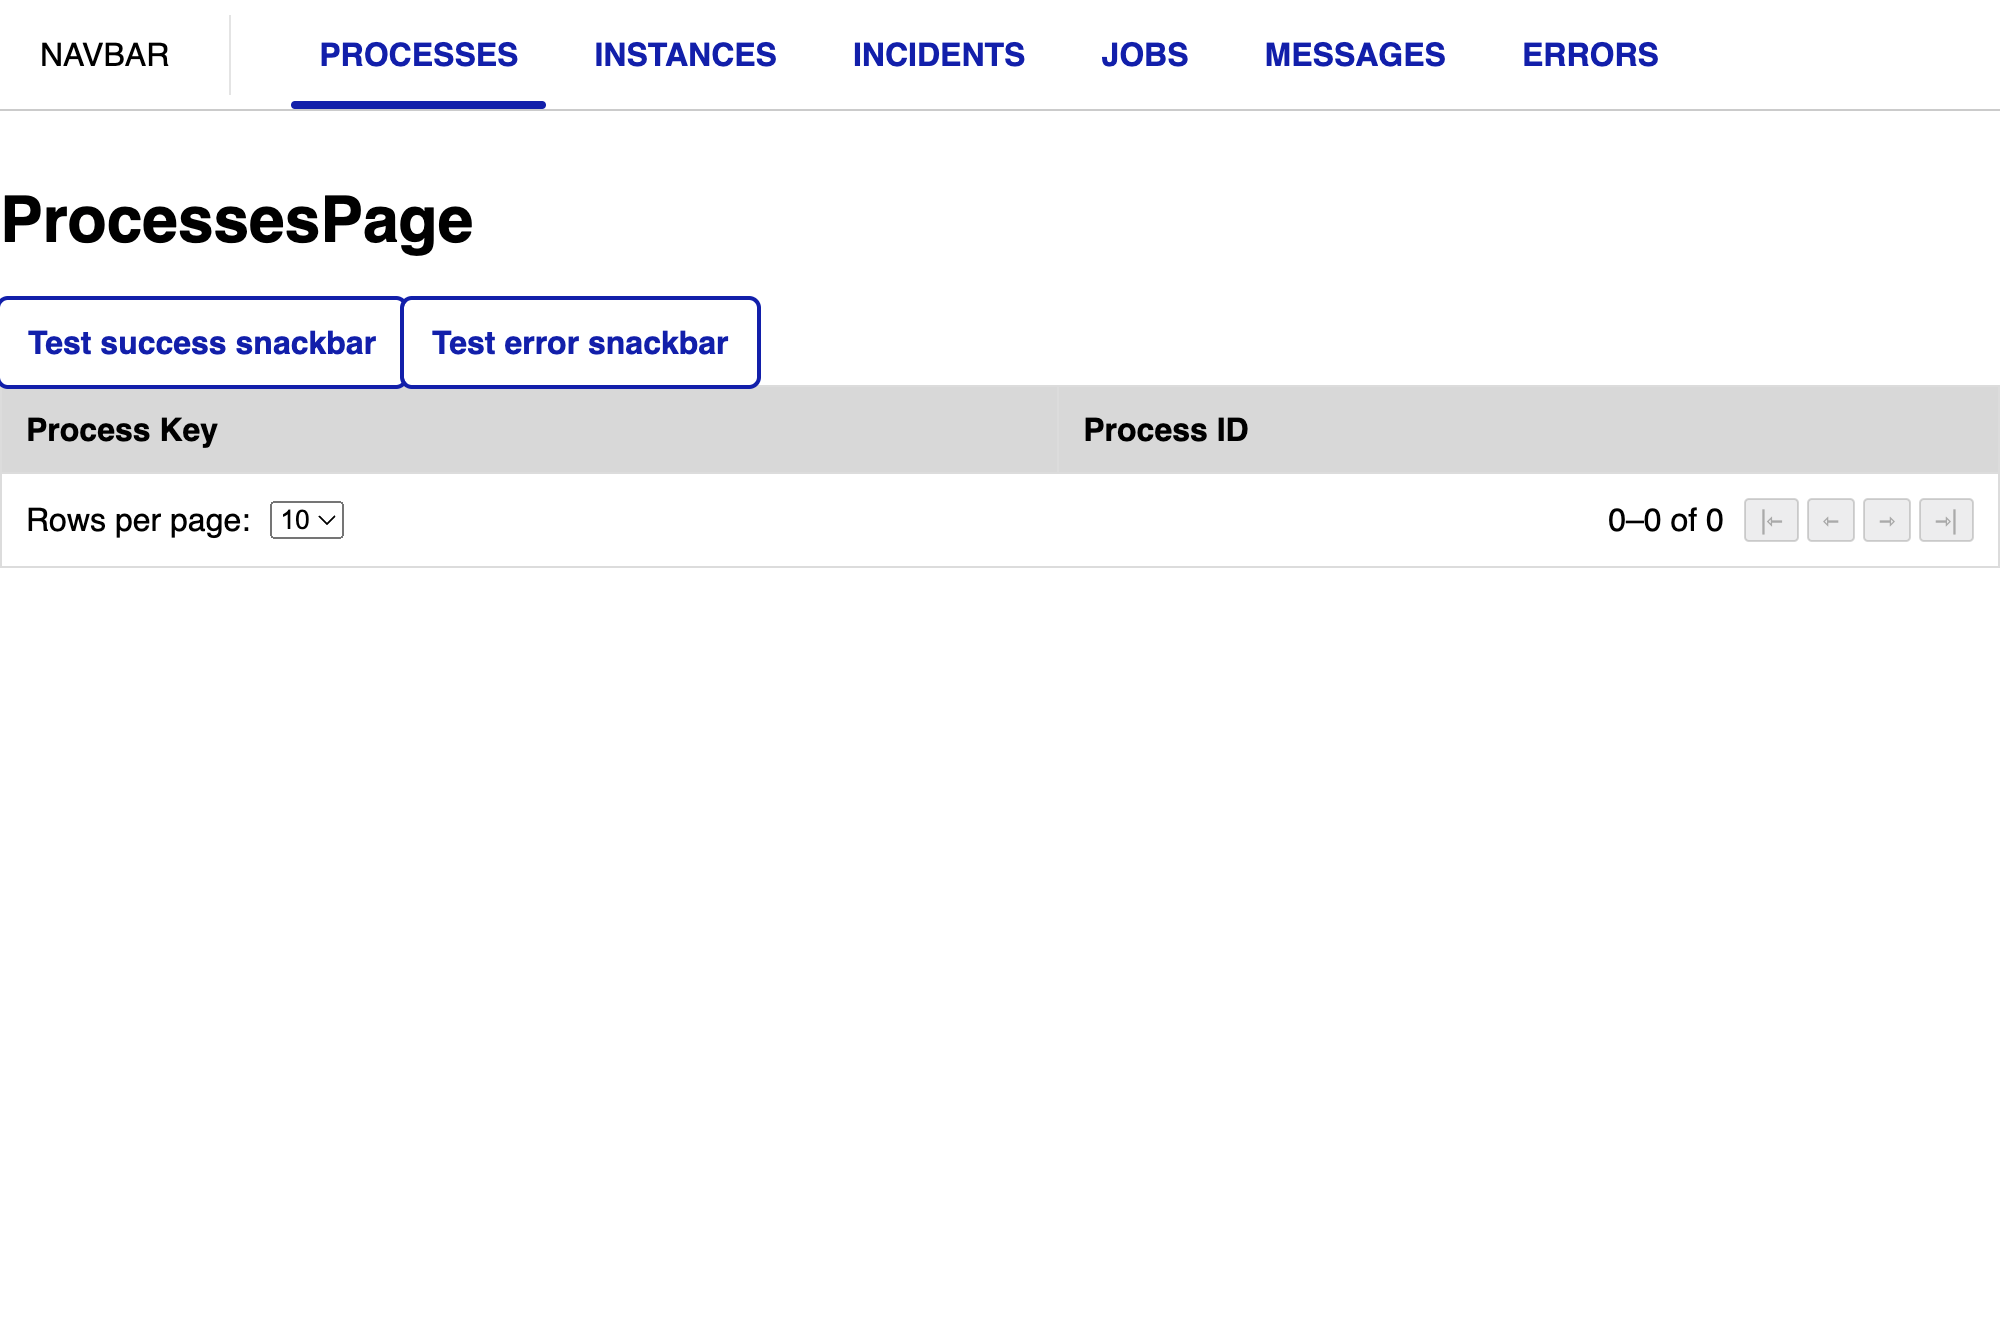 NAVBAR PROCESSES INSTANCES INCIDENTS JOBS MESSAGES ERRORS
ProcessesPage
Test success snackbar Test error snackbar
Process Key Process ID
Rows per page: 10 0–0 of 0